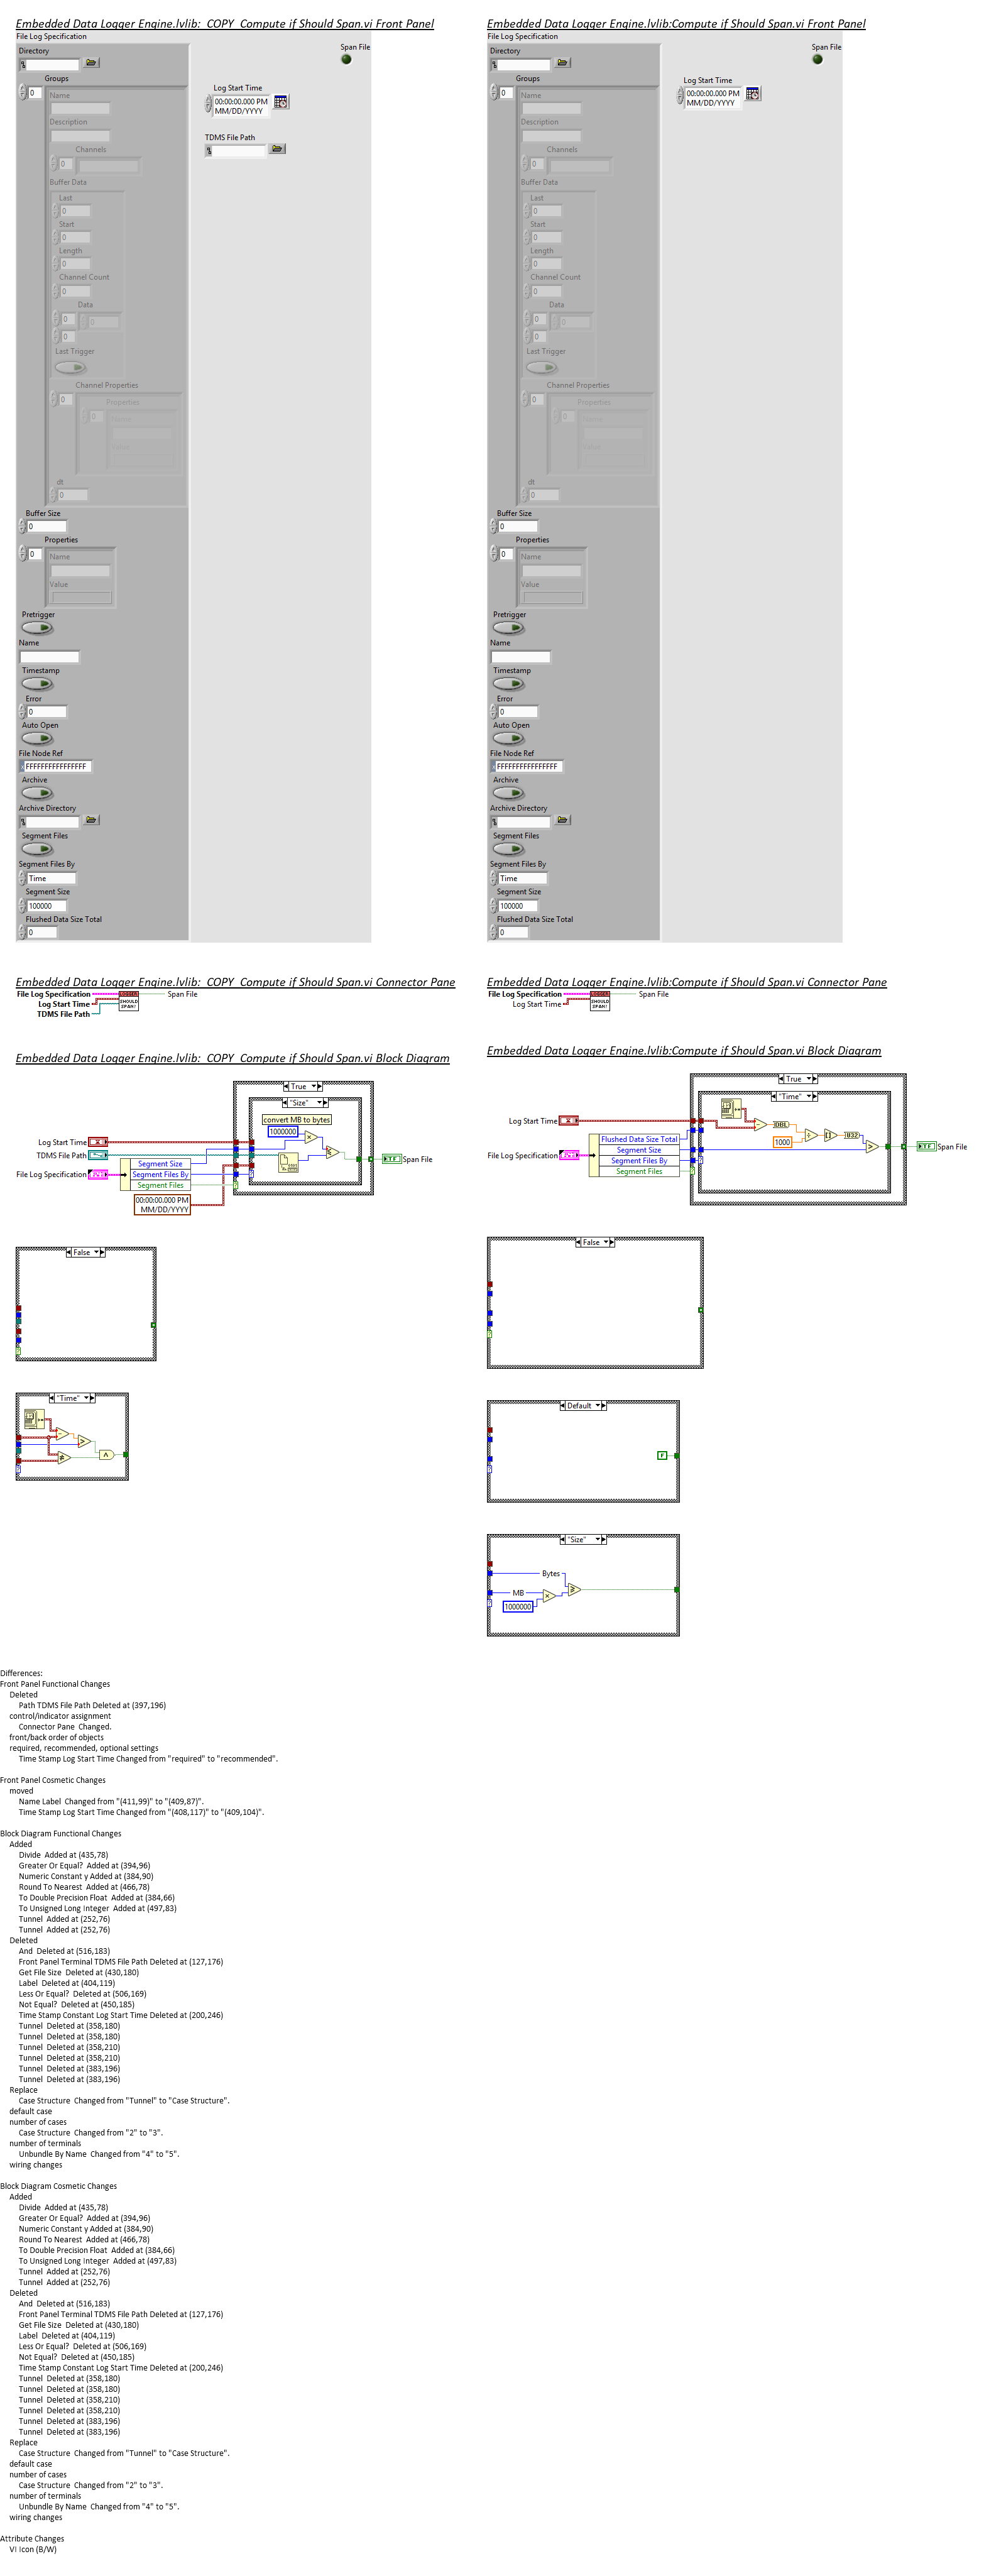 Embedded Data Logger Engine.lvlib:_COPY_Compute if Should Span.vi Front Panel
File Log Specification
Directory
Span File
Groups
0
Name
Log Start Time
00:00:00.000 PM
MM/DD/YYYY
Description
TDMS File Path
Channels
0
Buffer Data
Last
0
Start
0
Length
0
Channel Count
0
Data
0
0
0
Last Trigger
Channel Properties
0
Properties
0
Name
Value
dt
0
Buffer Size
0
Properties
0
Name
Value
Pretrigger
Name
Timestamp
Error
0
Auto Open
File Node Ref
FFFFFFFFFFFFFFFF
Archive
Archive Directory
Segment Files
Segment Files By
Time
Segment Size
100000
Flushed Data Size Total
0
Embedded Data Logger Engine.lvlib:Compute if Should Span.vi Front Panel
File Log Specification
Directory
Span File
Groups
0
Name
Log Start Time
00:00:00.000 PM
MM/DD/YYYY
Description
Channels
0
Buffer Data
Last
0
Start
0
Length
0
Channel Count
0
Data
0
0
0
Last Trigger
Channel Properties
0
Properties
0
Name
Value
dt
0
Buffer Size
0
Properties
0
Name
Value
Pretrigger
Name
Timestamp
Error
0
Auto Open
File Node Ref
FFFFFFFFFFFFFFFF
Archive
Archive Directory
Segment Files
Segment Files By
Time
Segment Size
100000
Flushed Data Size Total
0
Embedded Data Logger Engine.lvlib:_COPY_Compute if Should Span.vi Connector Pane
File Log Specification
Log Start Time
TDMS File Path
LOGGER
SHOULD
SPAN?
Span File
Embedded Data Logger Engine.lvlib:Compute if Should Span.vi Connector Pane
File Log Specification
Log Start Time
LOGGER
SHOULD
SPAN?
Span File
Embedded Data Logger Engine.lvlib:_COPY_Compute if Should Span.vi Block Diagram
True
"Size"
convert MB to bytes
1000000
Log Start Time
TDMS File Path
File Log Specification
Segment Size
Segment Files By
Segment Files
00:00:00.000 PM
MM/DD/YYYY
TF
Span File
False
"Time"
Embedded Data Logger Engine.lvlib:Compute if Should Span.vi Block Diagram
True
"Time"
Log Start Time
File Log Specification
Flushed Data Size Total
Segment Size
Segment Files By
Segment Files
DBL
1000
U32
TF
Span File
False
Default
F
"Size"
Bytes
MB
1000000
Differences:
Front Panel Functional Changes
Deleted
Path TDMS File Path Deleted at (397,196)
control/indicator assignment
Connector Pane  Changed.
front/back order of objects
required, recommended, optional settings
Time Stamp Log Start Time Changed from "required" to "recommended".
Front Panel Cosmetic Changes
moved
Name Label  Changed from "(411,99)" to "(409,87)".
Time Stamp Log Start Time Changed from "(408,117)" to "(409,104)".
Block Diagram Functional Changes
Added
Divide  Added at (435,78)
Greater Or Equal?  Added at (394,96)
Numeric Constant y Added at (384,90)
Round To Nearest  Added at (466,78)
To Double Precision Float  Added at (384,66)
To Unsigned Long Integer  Added at (497,83)
Tunnel  Added at (252,76)
Tunnel  Added at (252,76)
Deleted
And  Deleted at (516,183)
Front Panel Terminal TDMS File Path Deleted at (127,176)
Get File Size  Deleted at (430,180)
Label  Deleted at (404,119)
Less Or Equal?  Deleted at (506,169)
Not Equal?  Deleted at (450,185)
Time Stamp Constant Log Start Time Deleted at (200,246)
Tunnel  Deleted at (358,180)
Tunnel  Deleted at (358,180)
Tunnel  Deleted at (358,210)
Tunnel  Deleted at (358,210)
Tunnel  Deleted at (383,196)
Tunnel  Deleted at (383,196)
Replace
Case Structure  Changed from "Tunnel" to "Case Structure".
default case
number of cases
Case Structure  Changed from "2" to "3".
number of terminals
Unbundle By Name  Changed from "4" to "5".
wiring changes
Block Diagram Cosmetic Changes
Added
Divide  Added at (435,78)
Greater Or Equal?  Added at (394,96)
Numeric Constant y Added at (384,90)
Round To Nearest  Added at (466,78)
To Double Precision Float  Added at (384,66)
To Unsigned Long Integer  Added at (497,83)
Tunnel  Added at (252,76)
Tunnel  Added at (252,76)
Deleted
And  Deleted at (516,183)
Front Panel Terminal TDMS File Path Deleted at (127,176)
Get File Size  Deleted at (430,180)
Label  Deleted at (404,119)
Less Or Equal?  Deleted at (506,169)
Not Equal?  Deleted at (450,185)
Time Stamp Constant Log Start Time Deleted at (200,246)
Tunnel  Deleted at (358,180)
Tunnel  Deleted at (358,180)
Tunnel  Deleted at (358,210)
Tunnel  Deleted at (358,210)
Tunnel  Deleted at (383,196)
Tunnel  Deleted at (383,196)
Replace
Case Structure  Changed from "Tunnel" to "Case Structure".
default case
number of cases
Case Structure  Changed from "2" to "3".
number of terminals
Unbundle By Name  Changed from "4" to "5".
wiring changes
Attribute Changes
VI Icon (B/W)